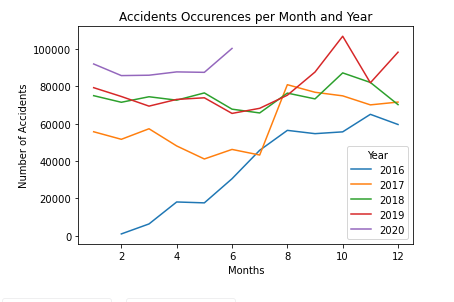 Accidents Occurences per Month and Year
Number of Accidents
100000
80000
60000
40000
20000
0
2 4 6 8 10 12
Months
Year
2016
2017
2018
2019
2020